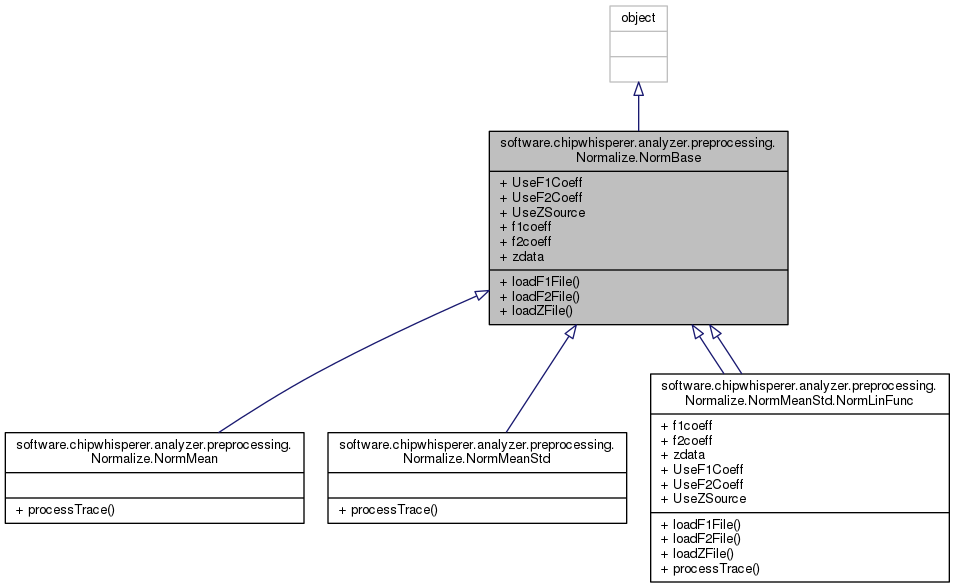 object
software.chipwhisperer.analyzer.preprocessing.
Normalize.NormBase
+ UseF1Coeff
+ UseF2Coeff
+ UseZSource
+ f1coeff
+ f2coeff
+ zdata
+ loadF1File()
+ loadF2File()
+ loadZFile()
software.chipwhisperer.analyzer.preprocessing.
Normalize.NormMean
+ processTrace()
software.chipwhisperer.analyzer.preprocessing.
Normalize.NormMeanStd
+ processTrace()
software.chipwhisperer.analyzer.preprocessing.
Normalize.NormMeanStd.NormLinFunc
+ f1coeff
+ f2coeff
+ zdata
+ UseF1Coeff
+ UseF2Coeff
+ UseZSource
+ loadF1File()
+ loadF2File()
+ loadZFile()
+ processTrace()